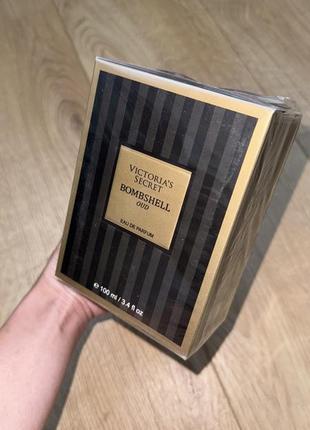 VICTORIA'S
SECRET
BOMBSHELL
OUD
EAU DE PARFUM
e 100 ml / 3.4 fl oz